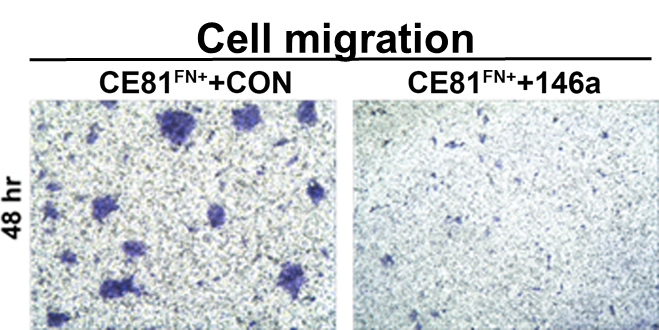 Cell migration
CE81FN++CON
CE81FN++146a
48 hr